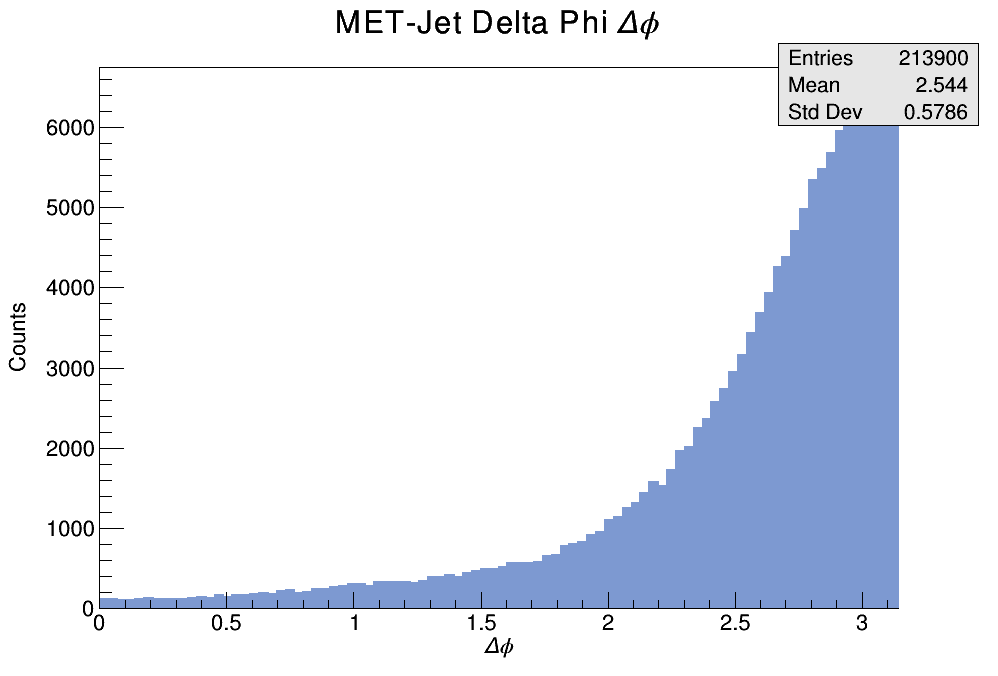 MET-Jet Delta Phi Δϕ
Entries 213900
Mean 2.544
Std Dev 0.5786
6000
5000
4000
3000
2000
1000
0
Counts
0 0.5 1 1.5 2 2.5 3
Δϕ